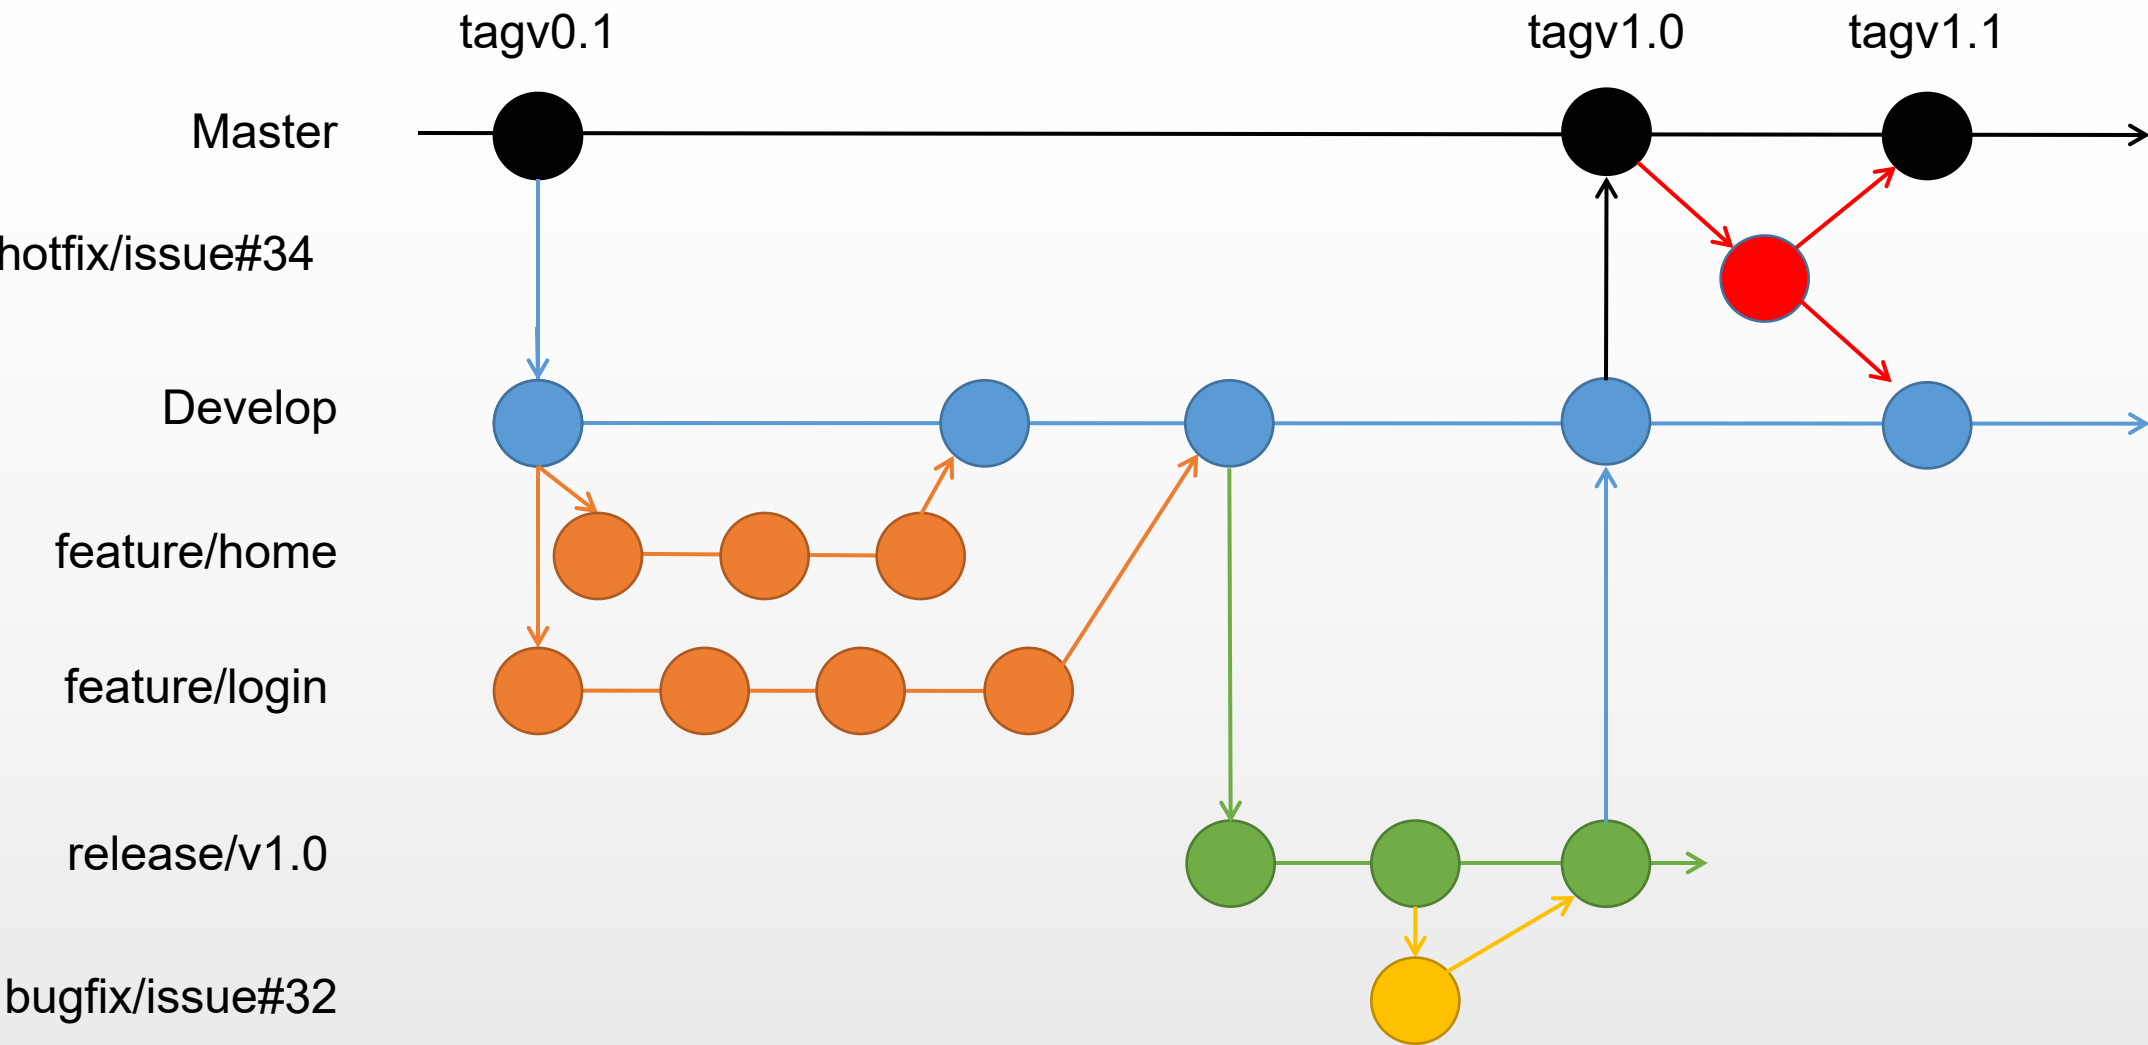 tagv0.1 tagv1.0 tagv1.1
Master
hotfix/issue#34
Develop
feature/home
feature/login
release/v1.0
bugfix/issue#32